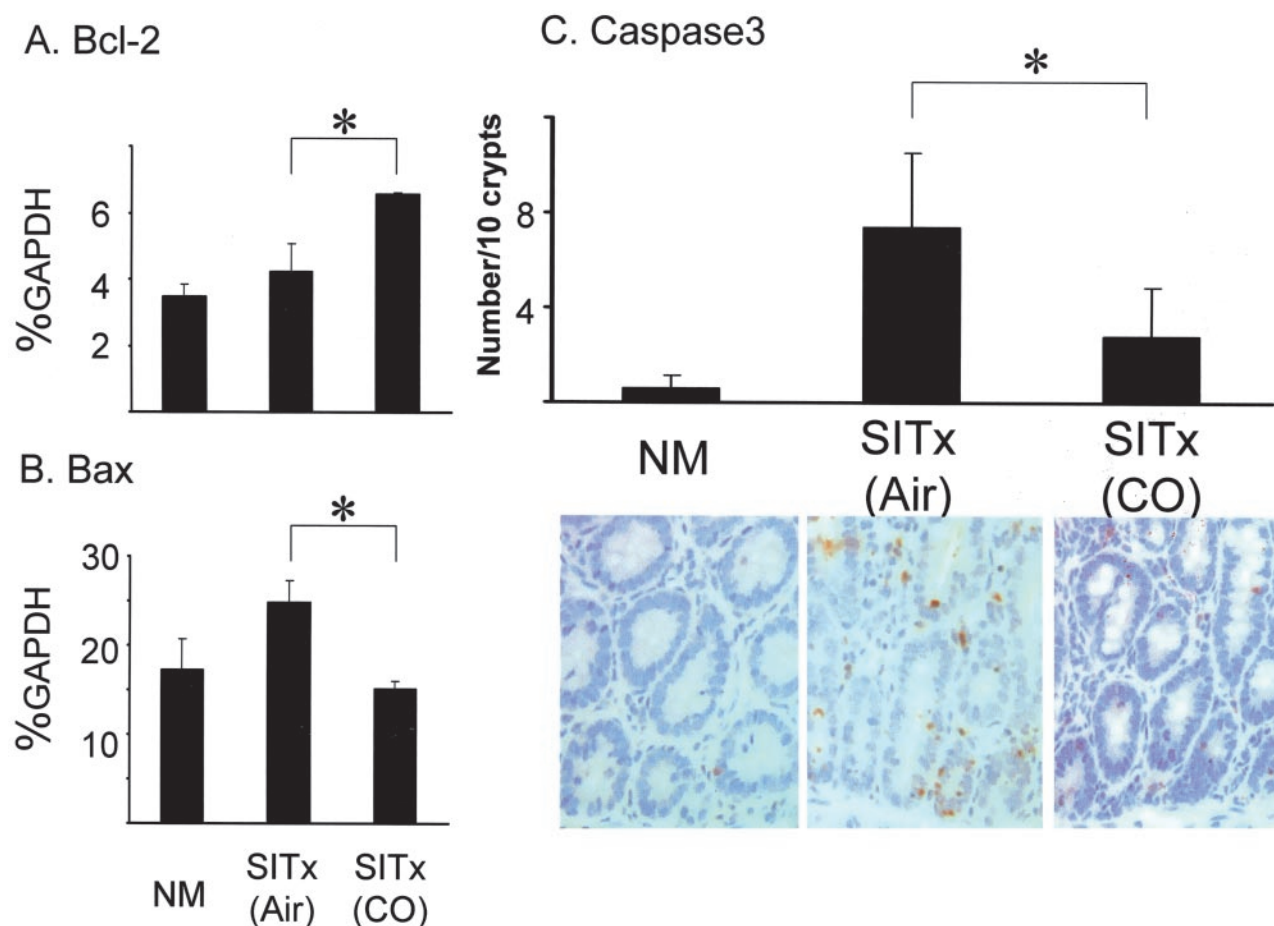 A. Bcl-2
*
%GAPDH
6
4
2
B. Bax
*
%GAPDH
30
20
10
NM
SITx
(Air)
SITx
(CO)
C. Caspase3
*
Number/10 crypts
8
4
NM
SITx
(Air)
SITx
(CO)